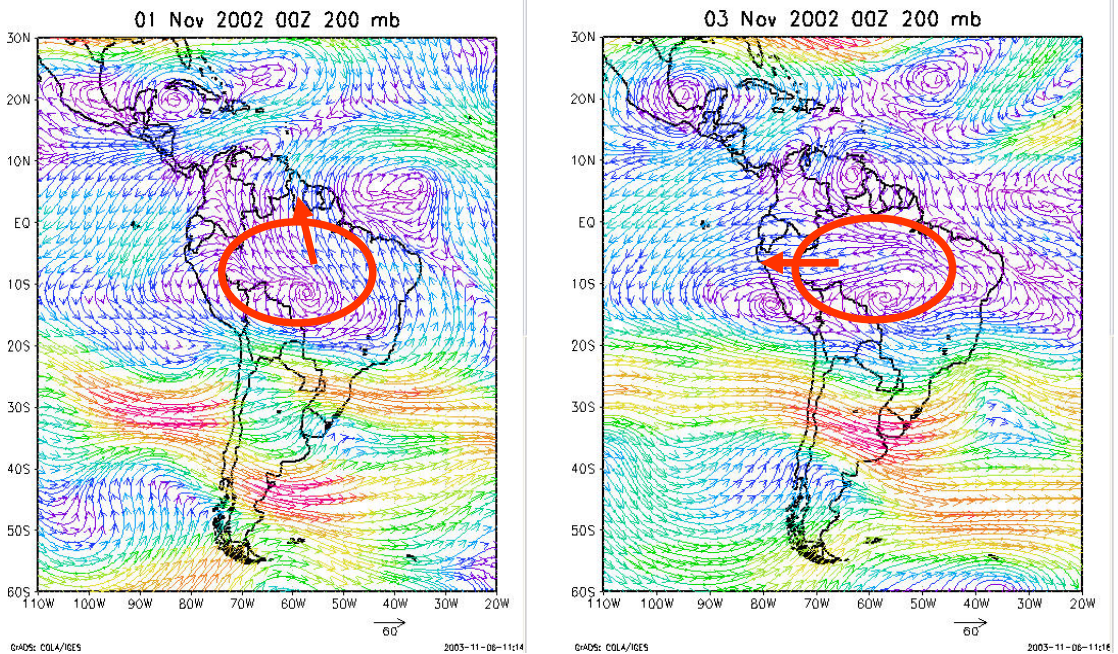 01 Nov 2002 00Z 200 mb
30N
20N
10N
EQ
10S
20S
30S
40S
50S
60S
110W 100W 90W 80W 70W 60W 50W 40W 30W 20W
60
GrADS: COLA/IGES
2003-11-06-11:14
03 Nov 2002 00Z 200 mb
30N
20N
10N
EQ
10S
20S
30S
40S
50S
60S
110W 100W 90W 80W 70W 60W 50W 40W 30W 20W
60
GrADS: COLA/IGES
2003-11-06-11:16